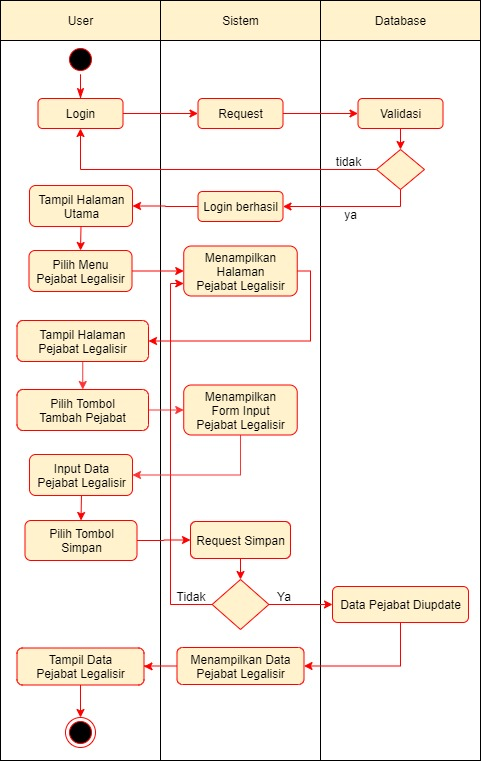 User
Sistem
Database
Login
Request
Validasi
tidak
ya
Login berhasil
Tampil Halaman
Utama
Pilih Menu
Pejabat Legalisir
Menampilkan
Halaman
Pejabat Legalisir
Tampil Halaman
Pejabat Legalisir
Pilih Tombol
Tambah Pejabat
Menampilkan
Form Input
Pejabat Legalisir
Input Data
Pejabat Legalisir
Pilih Tombol
Simpan
Request Simpan
Tidak
Ya
Data Pejabat Diupdate
Menampilkan Data
Pejabat Legalisir
Tampil Data
Pejabat Legalisir